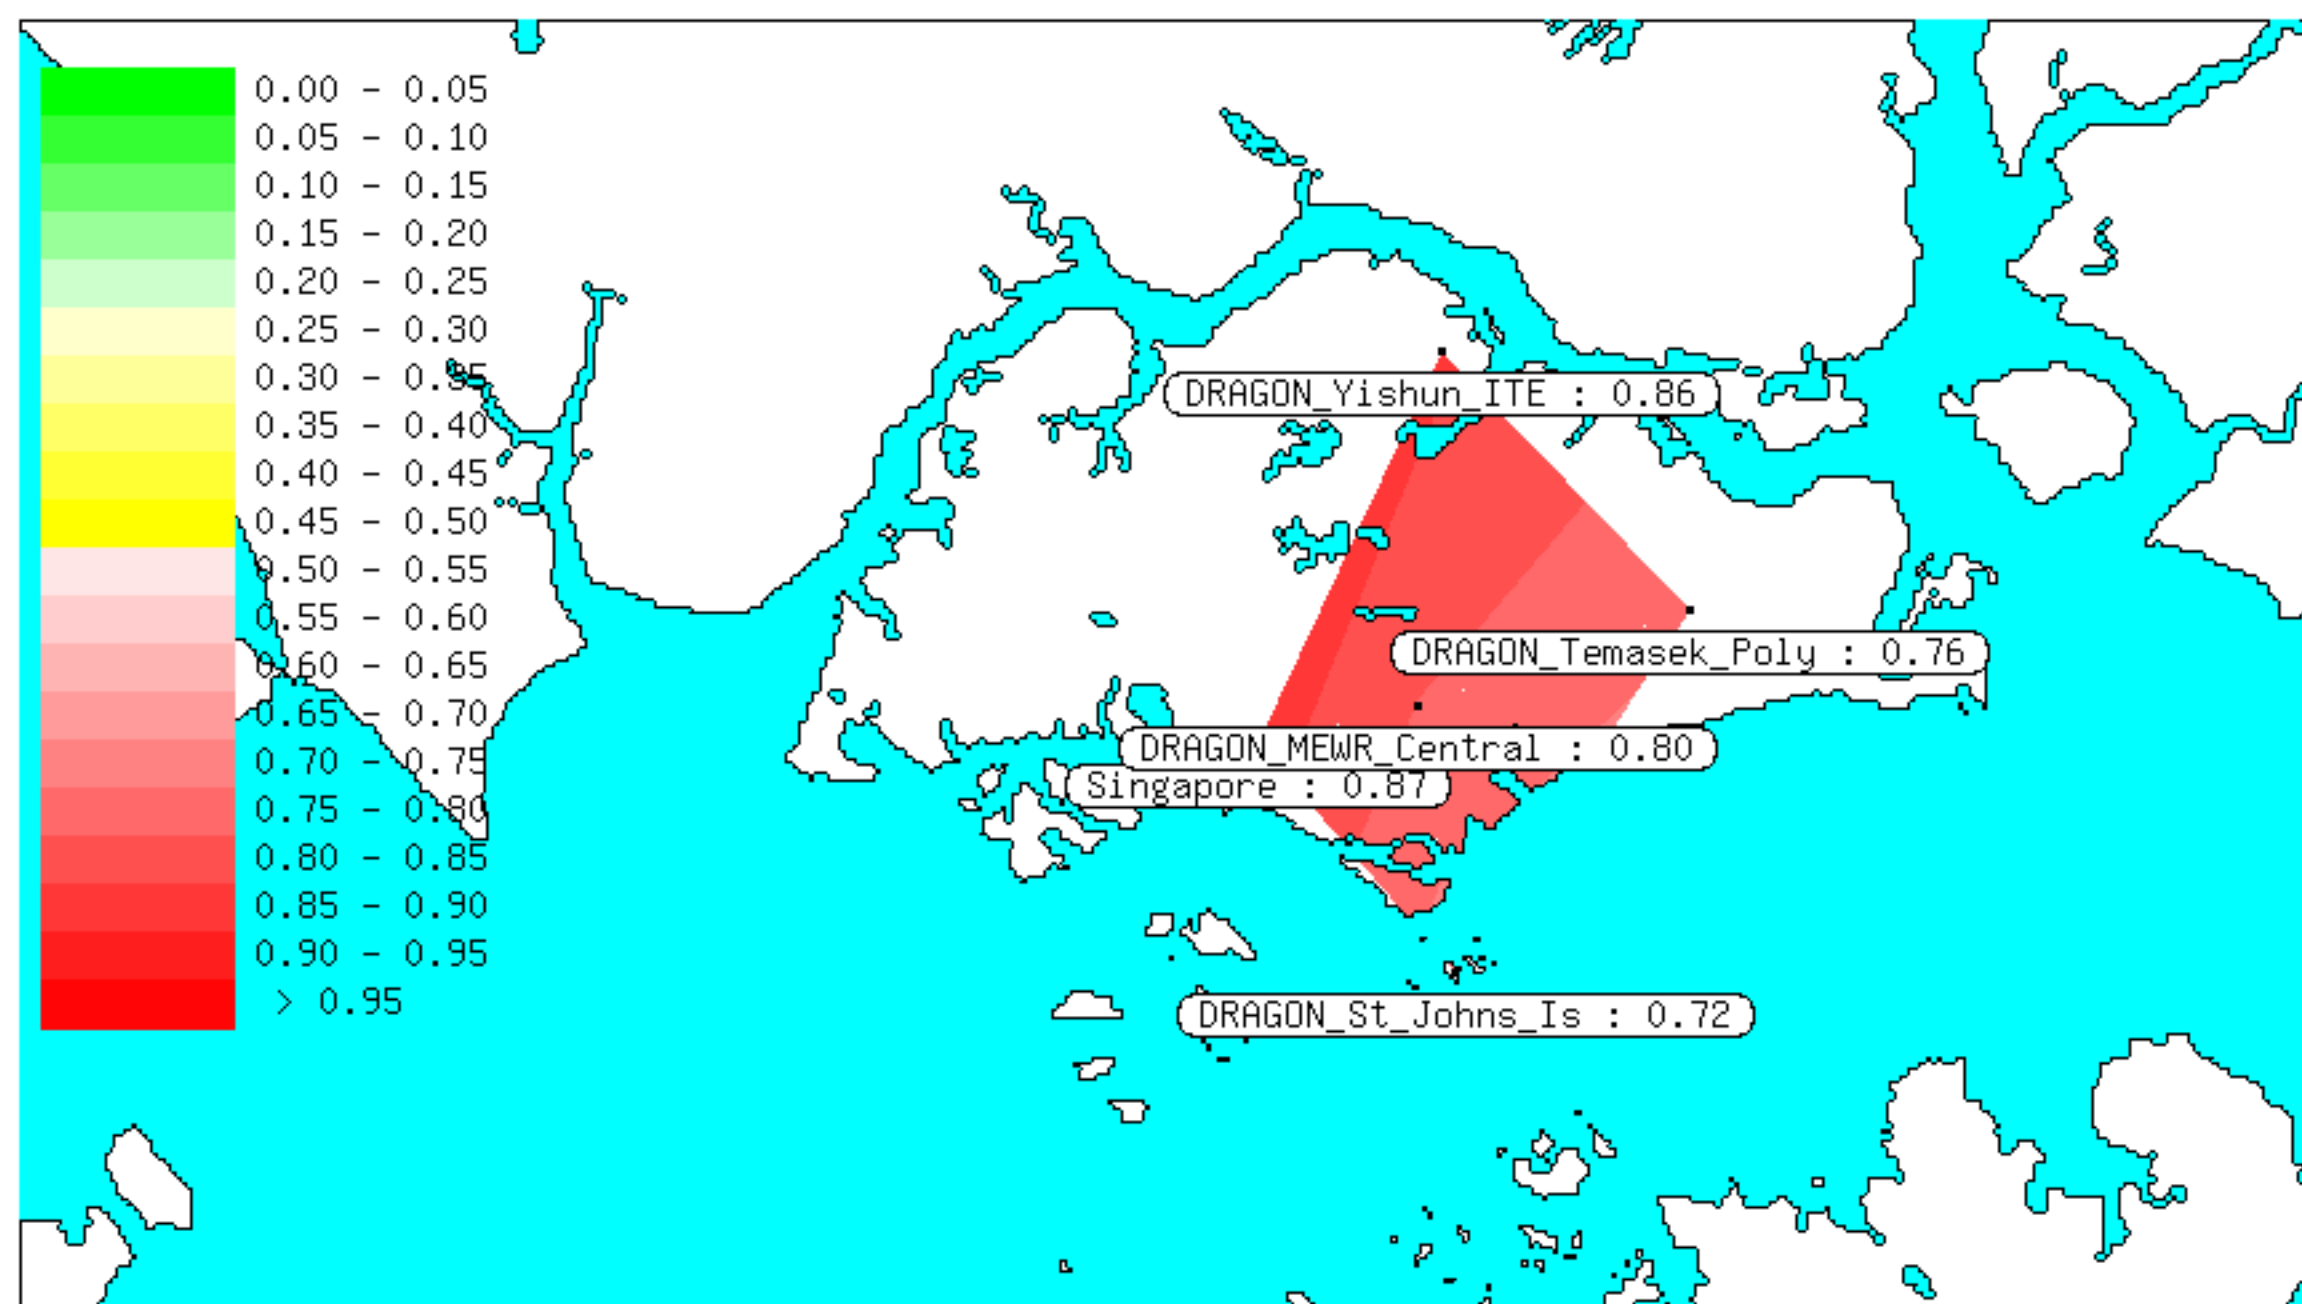 0.00 - 0.05
0.05 - 0.10
0.10 - 0.15
0.15 - 0.20
0.20 - 0.25
0.25 - 0.30
0.30 - 0.35
0.35 - 0.40
0.40 - 0.45
0.45 - 0.50
0.50 - 0.55
0.55 - 0.60
0.60 - 0.65
0.65 - 0.70
0.70 - 0.75
0.75 - 0.80
0.80 - 0.85
0.85 - 0.90
0.90 - 0.95
> 0.95
DRAGON_Yishun_ITE : 0.86
DRAGON_Temasek_Poly : 0.76
DRAGON_MEWR_Central : 0.80
Singapore : 0.87
DRAGON_St_Johns_Is : 0.72